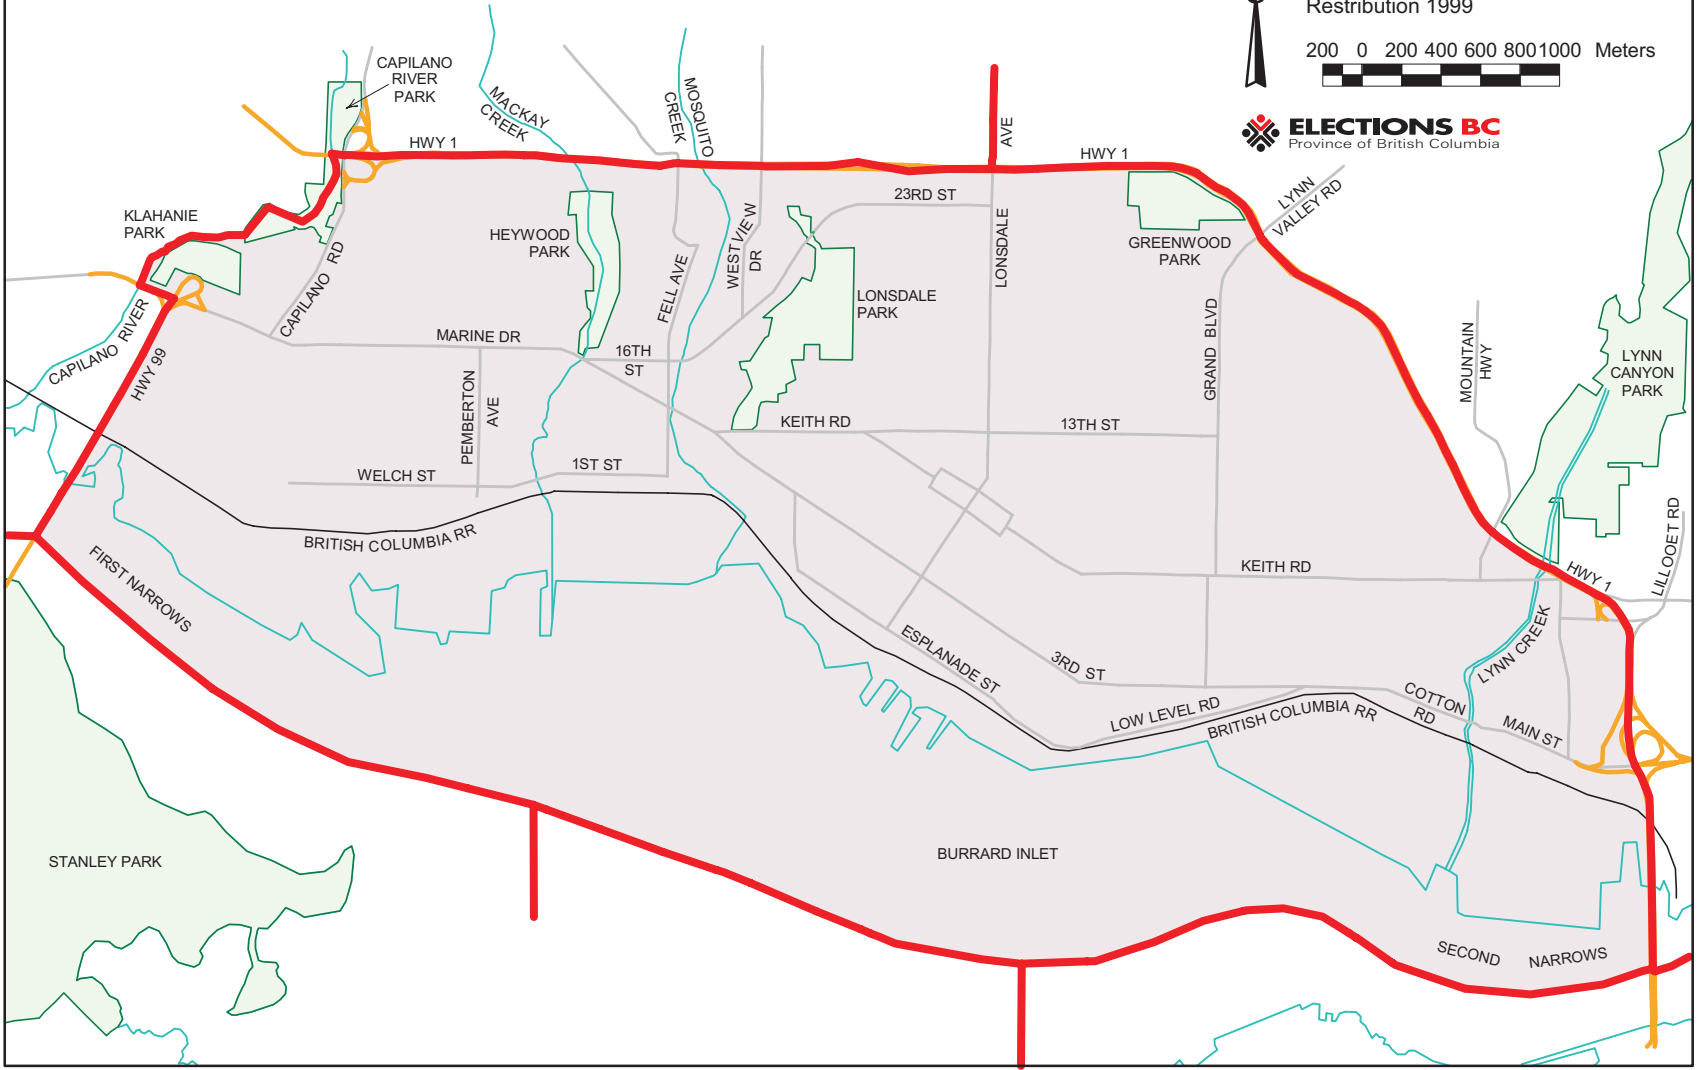 Restribution 1999
200 0 200 400 600 800 1000 Meters
ELECTIONS BC
Province of British Columbia
CAPILANO
RIVER
PARK
MACKAY
CREEK
MOSQUITO
CREEK
AVE
HWY 1
HWY 1
LYNN
VALLEY RD
23RD ST
KLAHANIE
PARK
HEYWOOD
PARK
WESTVIEW
DR
LONSDALE
GREENWOOD
PARK
CAPILANO RD
FELL AVE
LONSDALE
PARK
CAPILANO RIVER
HWY 99
MARINE DR
16TH
ST
GRAND BLVD
MOUNTAIN
HWY
LYNN
CANYON
PARK
PEMBERTON
AVE
KEITH RD
13TH ST
WELCH ST
1ST ST
BRITISH COLUMBIA RR
LILLOOET RD
FIRST NARROWS
KEITH RD
HWY 1
ESPLANADE ST
3RD ST
LYNN CREEK
LOW LEVEL RD
BRITISH COLUMBIA RR
COTTON
RD
MAIN ST
STANLEY PARK
BURRARD INLET
SECOND NARROWS